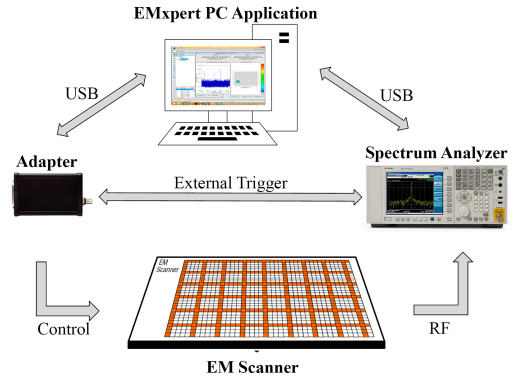 EMxpert PC Application
USB
USB
Adapter
Spectrum Analyzer
External Trigger
EM
Scanner
Control
RF
EM Scanner